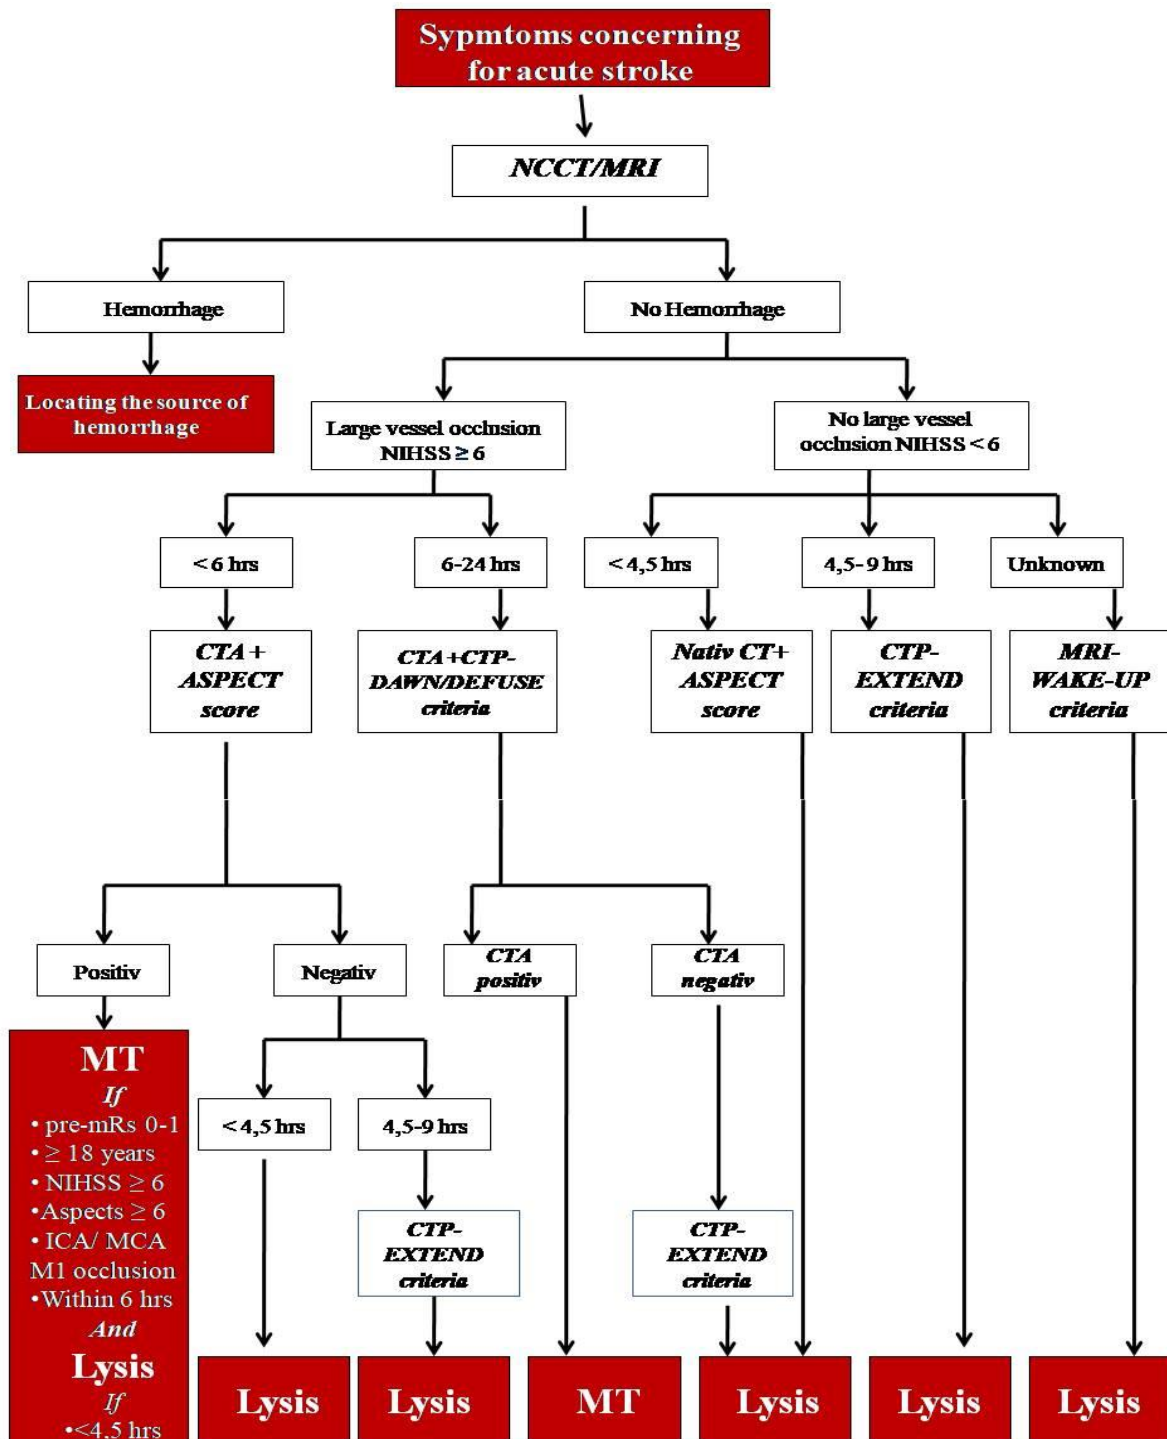 Sypmtoms concerning
for acute stroke
NCCT/MRI
Hemorrhage
No Hemorrhage
Locating the source of
hemorrhage
Large vessel occlusion
NIHSS ≥ 6
No large vessel
occlusion NIHSS < 6
< 6 hrs
6-24 hrs
< 4,5 hrs
4,5- 9 hrs
Unknown
CTA +
ASPECT
score
CTA +CTP-
DAWN/DEFUSE
criteria
Nativ CT+
ASPECT
score
CTP-
EXTEND
criteria
MRI-
WAKE-UP
criteria
Positiv
Negativ
CTA
positiv
CTA
negativ
MT
If
• pre-mRs 0-1
• ≥ 18 years
• NIHSS ≥ 6
•Aspects ≥ 6
• ICA/ MCA
M1 occlusion
•Within 6 hrs
And
Lysis
If
•<4,5 hrs
< 4,5 hrs
4,5-9 hrs
CTP-
EXTEND
criteria
CTP-
EXTEND
criteria
Lysis
Lysis
MT
Lysis
Lysis
Lysis